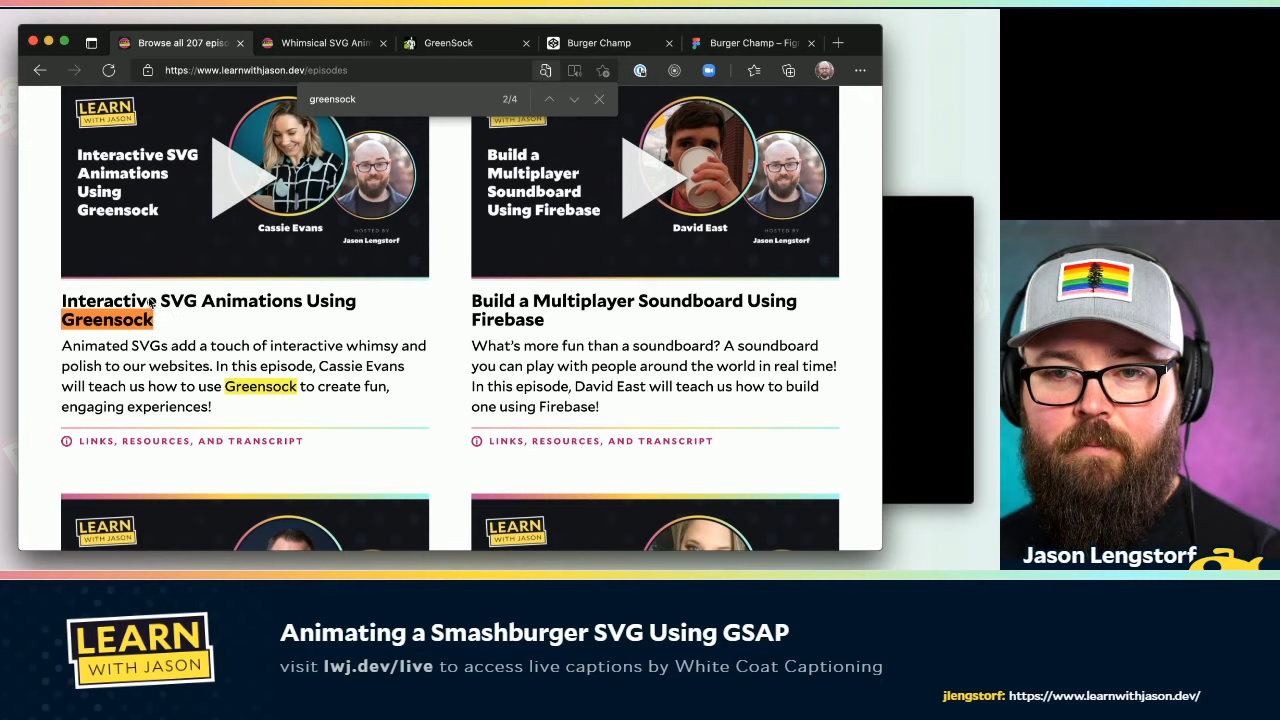 Browse all 207 episo
Whimsical SVG Anim
GreenSock
Burger Champ
Burger Champ – Fig
https://www.learnwithjason.dev/episodes
greensock
2/4
LEARN
WITH JASON
Interactive SVG
Animations
Using
Greensock
Cassie Evans
HOSTED BY
Jason Lengstorf
LEARN
WITH JASON
Build a
Multiplayer
Soundboard
Using Firebase
David East
HOSTED BY
Jason Lengstorf
Interactive SVG Animations Using
Greensock
Animated SVGs add a touch of interactive whimsy and
polish to our websites. In this episode, Cassie Evans
will teach us how to use Greensock to create fun,
engaging experiences!
LINKS, RESOURCES, AND TRANSCRIPT
Build a Multiplayer Soundboard Using
Firebase
What's more fun than a soundboard? A soundboard
you can play with people around the world in real time!
In this episode, David East will teach us how to build
one using Firebase!
LINKS, RESOURCES, AND TRANSCRIPT
LEARN
WITH JASON
LEARN
WITH JASON
Jason Lengstorf
LEARN
WITH JASON
Animating a Smashburger SVG Using GSAP
visit lwj.dev/live to access live captions by White Coat Captioning
jlengstorf: https://www.learnwithjason.dev/